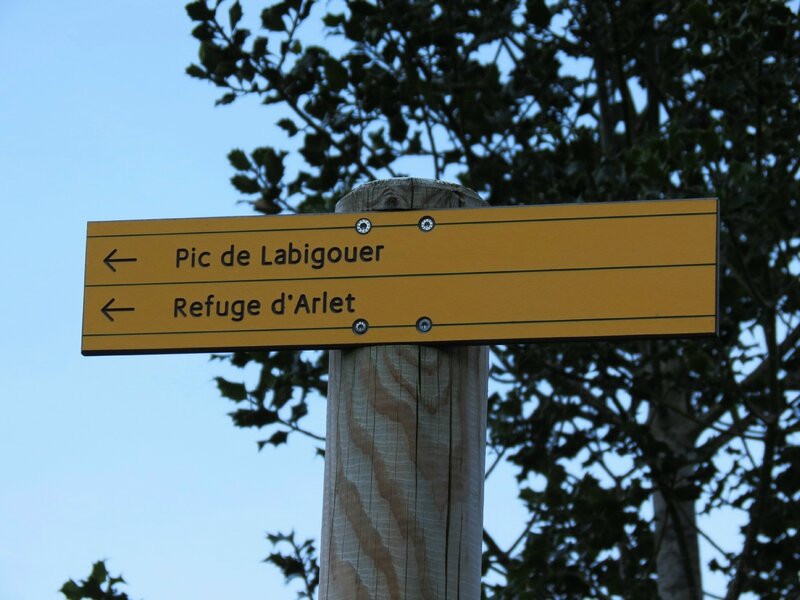 ← Pic de Labigouer
← Refuge d'Arlet